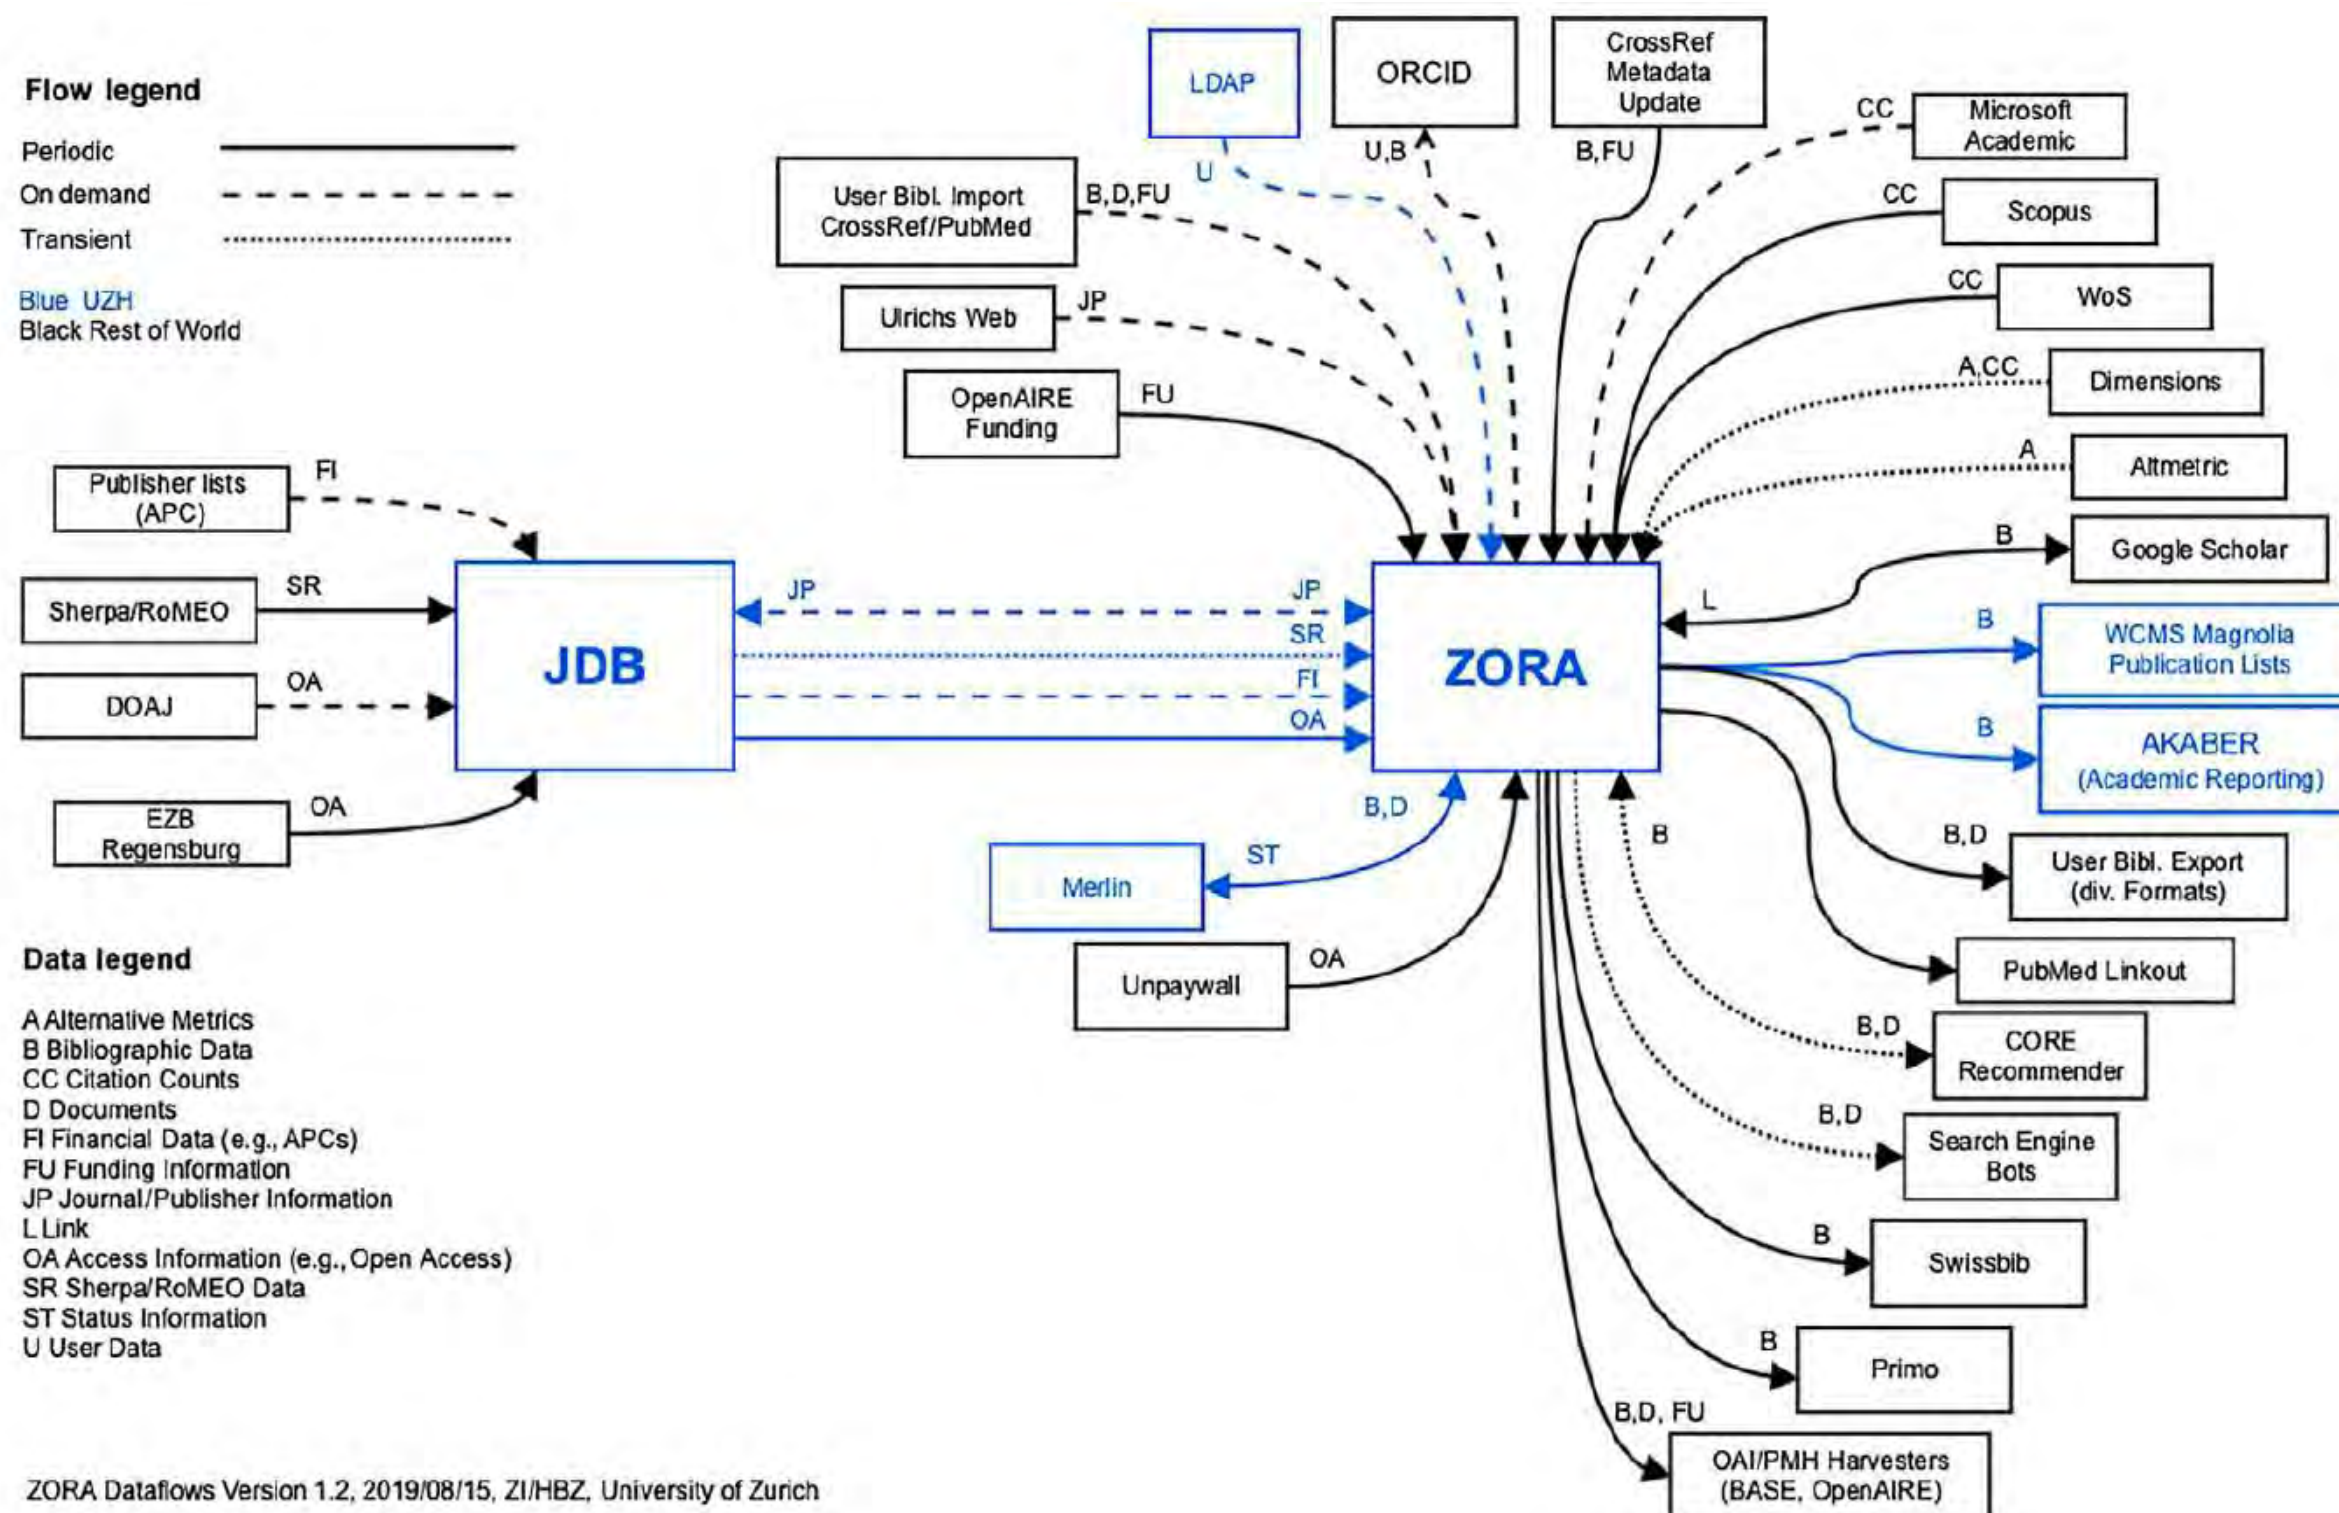 Flow legend
Periodic
On demand
Transient
Blue UZH
Black Rest of World
LDAP
U
ORCID
U,B
CrossRef
Metadata
Update
B,FU
CC
Microsoft
Academic
CC
Scopus
CC
WoS
A,CC
Dimensions
A
Altmetric
B
Google Scholar
L
User Bibl. Import
CrossRef/PubMed
B,D,FU
Ulrichs Web
JP
OpenAIRE
Funding
FU
Publisher lists
(APC)
FI
Sherpa/RoMEO
SR
DOAJ
OA
EZB
Regensburg
OA
JDB
JP
JP
SR
FI
OA
ZORA
B
WCMS Magnolia
Publication Lists
B
AKABER
(Academic Reporting)
B,D
User Bibl. Export
(div. Formats)
PubMed Linkout
B
B,D
CORE
Recommender
B,D
Search Engine
Bots
B
Swissbib
B
Primo
B,D, FU
OAI/PMH Harvesters
(BASE, OpenAIRE)
B,D
ST
Merlin
OA
Unpaywall
Data legend
A Alternative Metrics
B Bibliographic Data
CC Citation Counts
D Documents
FI Financial Data (e.g., APCs)
FU Funding Information
JP Journal/Publisher Information
L Link
OA Access Information (e.g., Open Access)
SR Sherpa/RoMEO Data
ST Status Information
U User Data
ZORA Dataflows Version 1.2, 2019/08/15, ZI/HBZ, University of Zurich